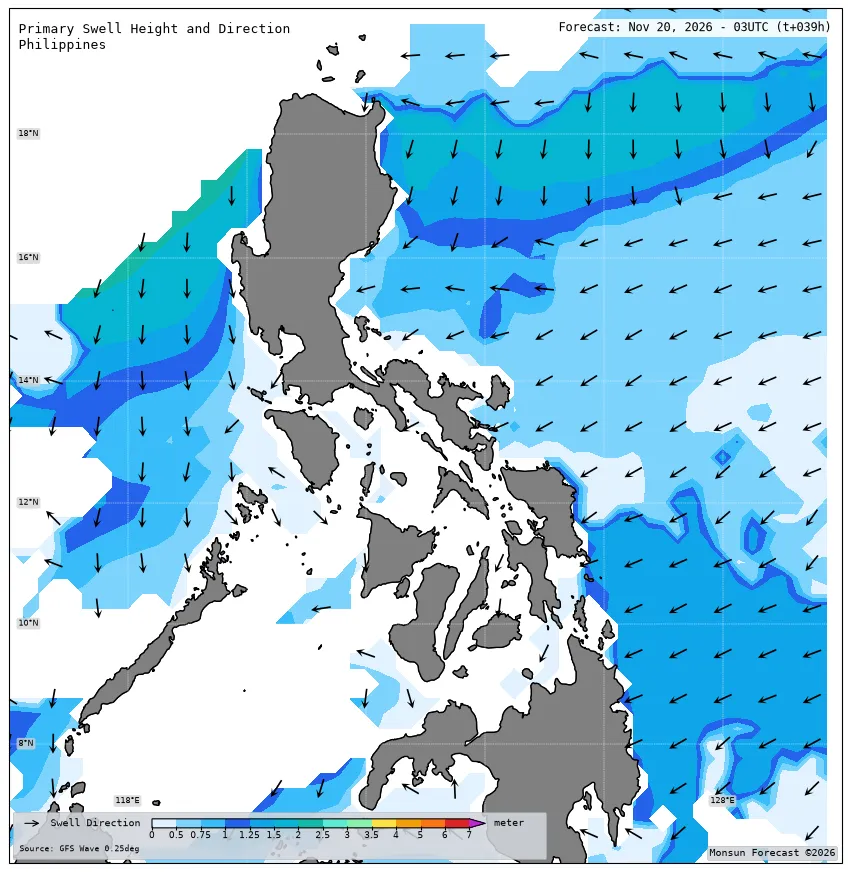 Primary Swell Height and Direction
Philippines
Forecast: Nov 20, 2026 - 03UTC (t+039h)
18°N
16°N
14°N
12°N
10°N
8°N
118°E
128°E
Swell Direction
0 0.5 0.75 1 1.25 1.5 2 2.5 3 3.5 4 5 6 7
meter
Source: GFS Wave 0.25deg
Monsun Forecast ©2026